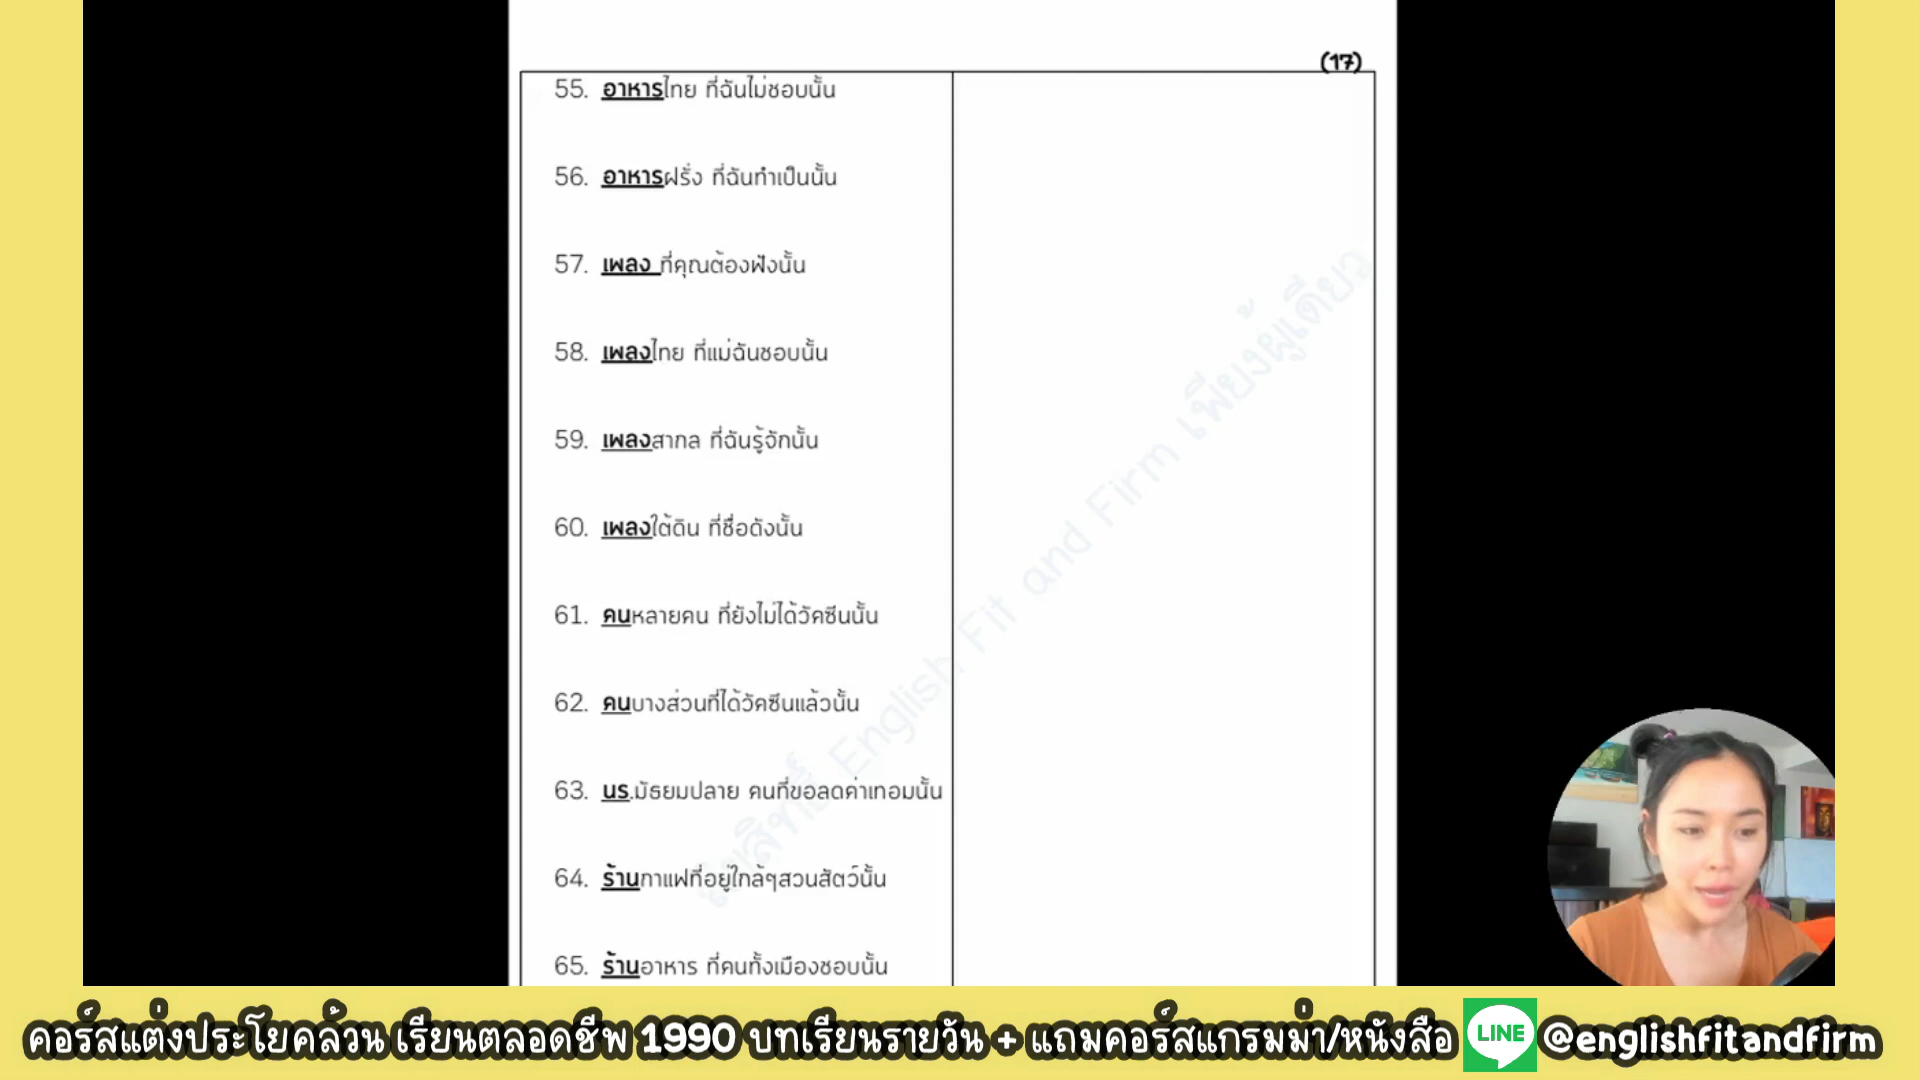 (17)
55. อาหารไทย ที่ฉันไม่ชอบนั้น
56. อาหารฝรั่ง ที่ฉันทำเป็นนั้น
57. เพลง ที่คุณต้องฟังนั้น
58. เพลงไทย ที่แม่ฉันชอบนั้น
59. เพลงสากล ที่ฉันรู้จักนั้น
60. เพลงใต้ดิน ที่ชื่อดังนั้น
61. คนหลายคน ที่ยังไม่ได้วัคซีนนั้น
62. คนบางส่วนที่ได้วัคซีนแล้วนั้น
63. นร.มัธยมปลาย คนที่ขอลดค่าเทอมนั้น
64. ร้านกาแฟที่อยู่ใกล้ๆสวนสัตว์นั้น
65. ร้านอาหาร ที่คนทั้งเมืองชอบนั้น
English Fit and Firm เพียงผู้เดียว
คอร์สแต่งประโยคล้วน เรียนตลอดชีพ 1990 บทเรียนรายวัน + แถมคอร์สแกรมม่า/หนังสือ LINE @englishfitandfirm